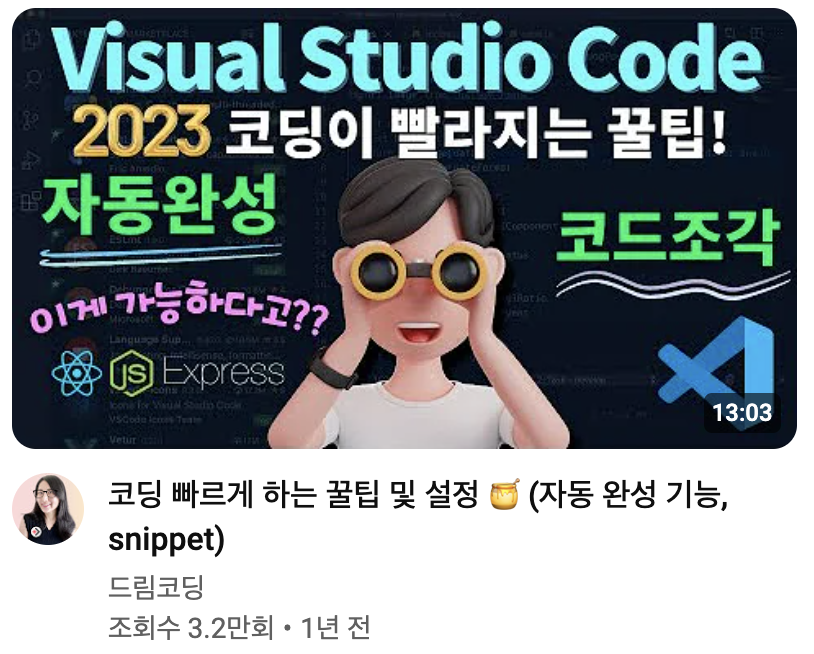 Visual Studio Code
2023 코딩이 빨라지는 꿀팁!
자동완성
코드조각
이게 가능하다고??
JS Express
13:03
코딩 빠르게 하는 꿀팁 및 설정 🍯 (자동 완성 기능,
snippet)
드림코딩
조회수 3.2만회 • 1년 전